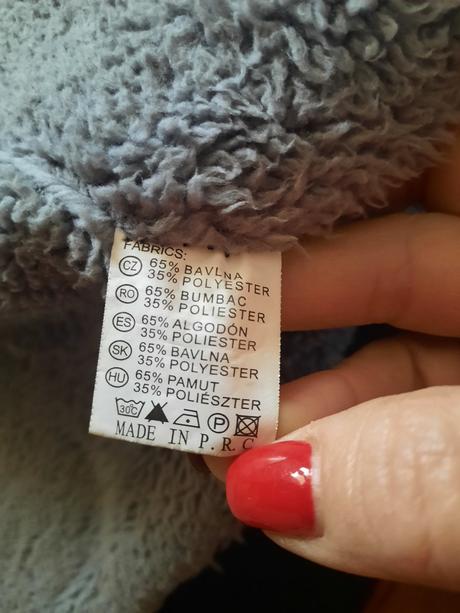 FABRICS:
CZ 65% BAVLNA
35% POLYESTER
RO 65% BUMBAC
35% POLIESTER
ES 65% ALGODÓN
35% POLIESTER
SK 65% BAVLNA
35% POLYESTER
HU 65% PAMUT
35% POLIÉSZTER
30°C P
MADE IN P.R.C